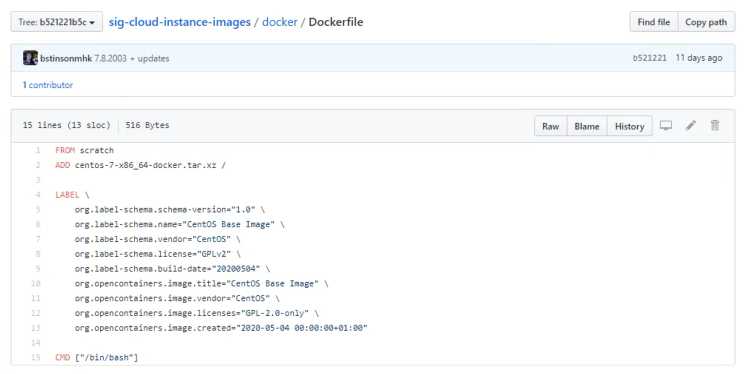 Tree: b521221b5c sig-cloud-instance-images / docker / Dockerfile Find file Copy path
bstinsonmhk 7.8.2003 + updates b521221 11 days ago
1 contributor
15 lines (13 sloc) 516 Bytes Raw Blame History
1 FROM scratch
2 ADD centos-7-x86_64-docker.tar.xz /
3
4 LABEL \
5 org.label-schema.schema-version="1.0" \
6 org.label-schema.name="CentOS Base Image" \
7 org.label-schema.vendor="CentOS" \
8 org.label-schema.license="GPLv2" \
9 org.label-schema.build-date="20200504" \
10 org.opencontainers.image.title="CentOS Base Image" \
11 org.opencontainers.image.vendor="CentOS" \
12 org.opencontainers.image.licenses="GPL-2.0-only" \
13 org.opencontainers.image.created="2020-05-04 00:00:00+01:00"
14
15 CMD ["/bin/bash"]